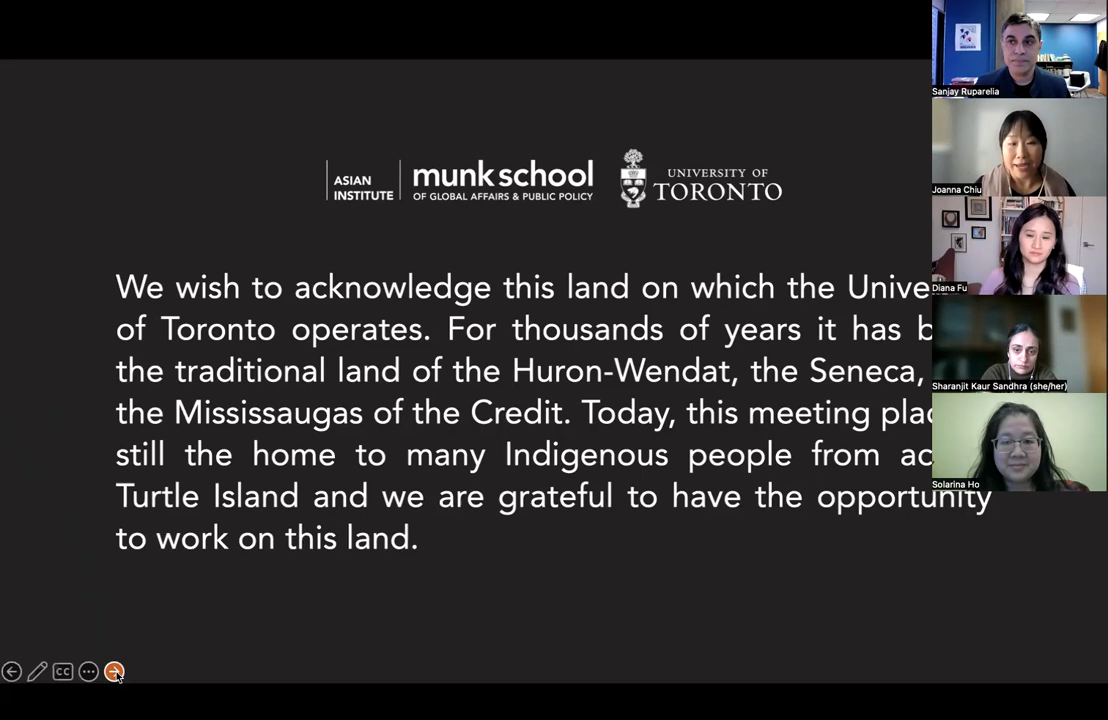 ASIAN
INSTITUTE
munk school
OF GLOBAL AFFAIRS & PUBLIC POLICY
UNIVERSITY OF
TORONTO
We wish to acknowledge this land on which the
of Toronto operates. For thousands of years it has
the traditional land of the Huron-Wendat, the Seneca,
the Mississaugas of the Credit. Today, this meeting
still the home to many Indigenous people from
Turtle Island and we are grateful to have the opportunity
to work on this land.
Sanjay Ruparelia
Joanna Chiu
Diana Fu
Sharanjit Kaur Sandhra (she/her)
Solarina Ho
CC